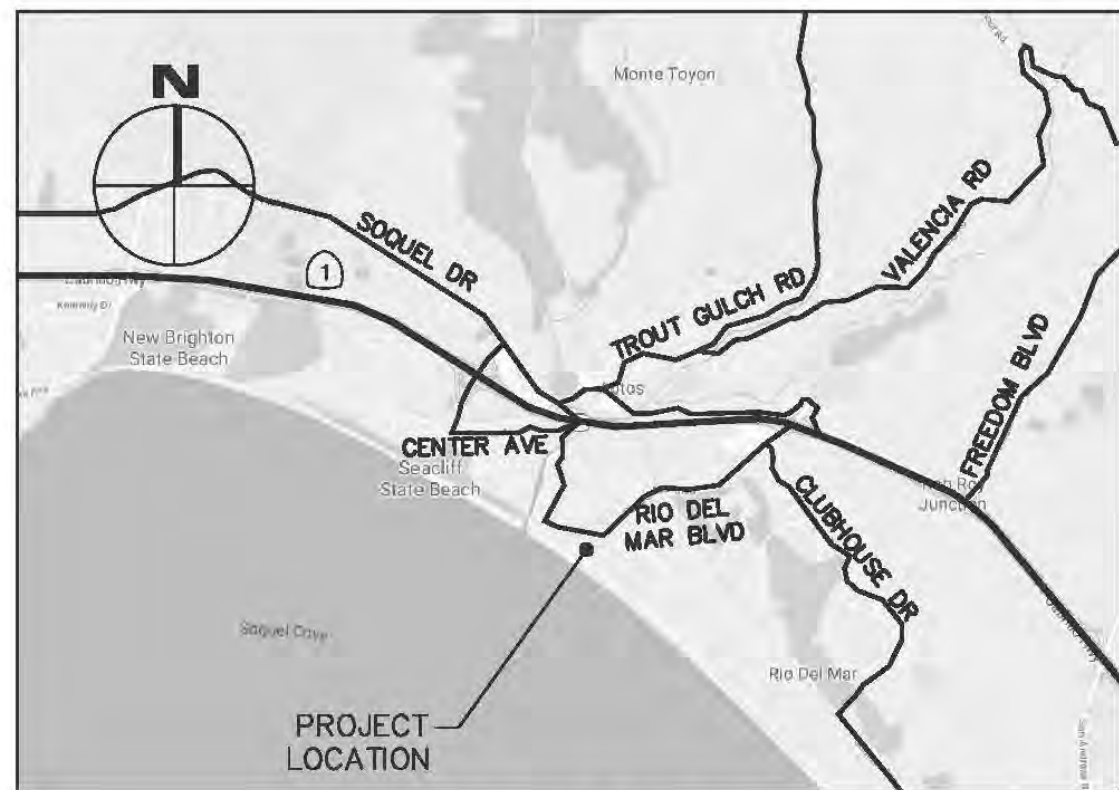 N
Monte Toyon
SOQUEL DR
VALENCIA RD
1
TROUT GULCH RD
New Brighton
State Beach
FREEDOM BLVD
CENTER AVE
Seacliff
State Beach
Junction
RIO DEL
MAR BLVD
CLUBHOUSE DR
Soquel Cove
Rio Del Mar
PROJECT
LOCATION